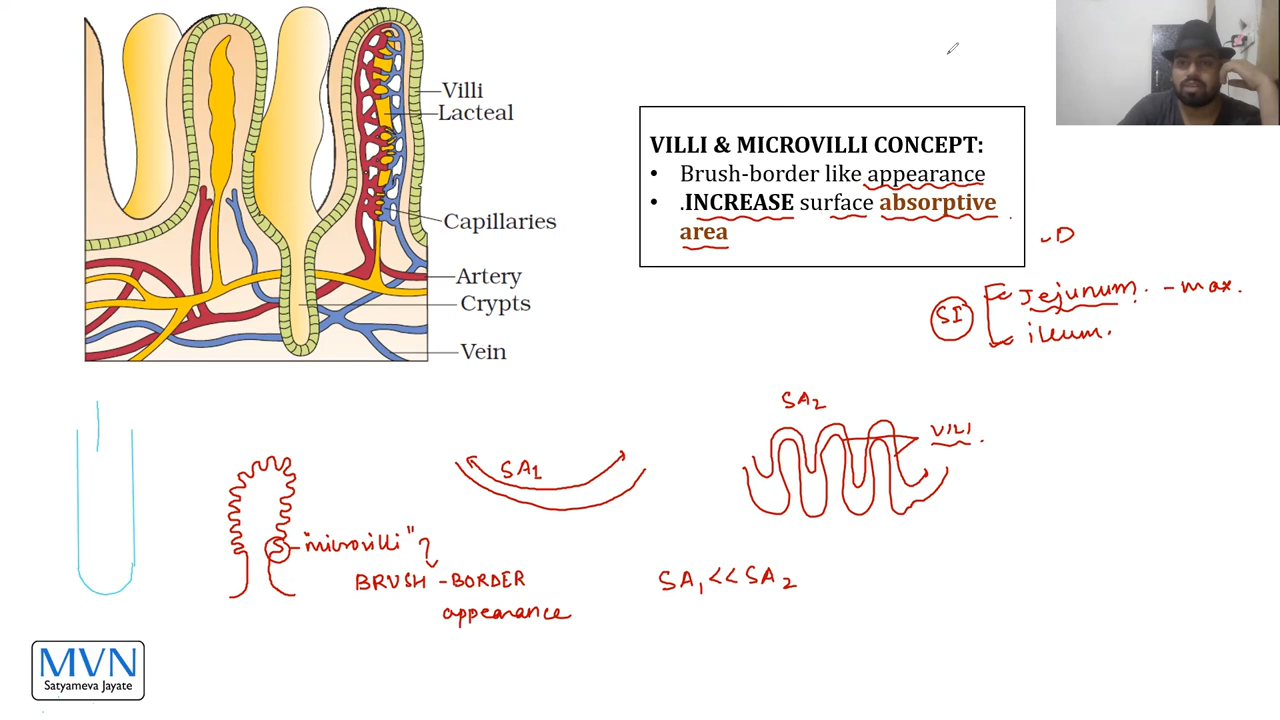 Villi
Lacteal
Capillaries
Artery
Crypts
Vein
VILLI & MICROVILLI CONCEPT:
• Brush-border like appearance
• .INCREASE surface absorptive
area
D
SI
Jejunum. - max.
ileum.
SA1
SA2
villi
"microvilli"
BRUSH-BORDER
appearance
SA1 << SA2
MVN
Satyameva Jayate